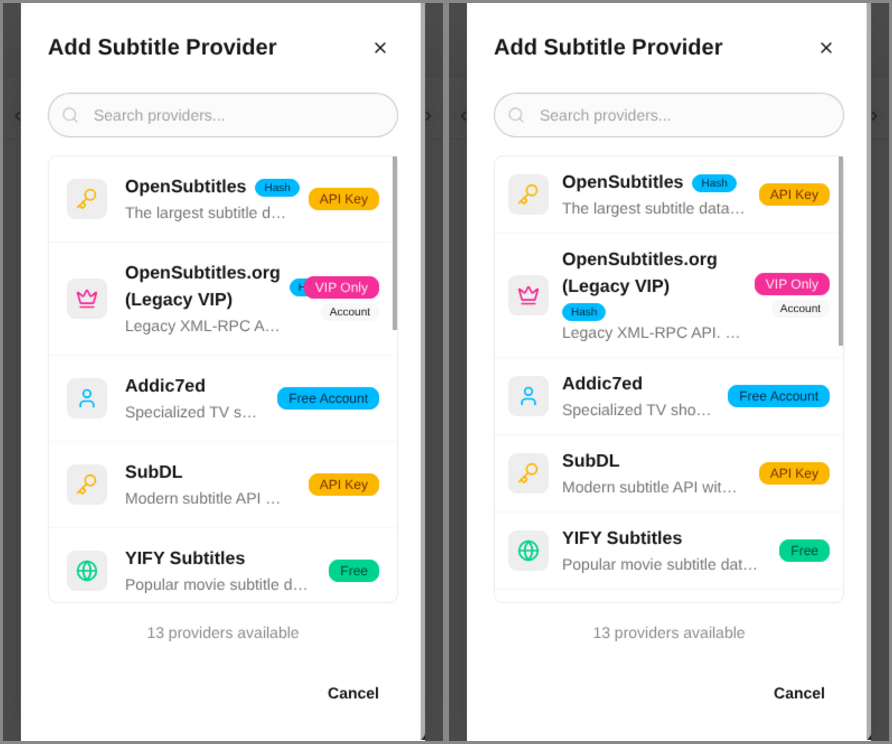 Add Subtitle Provider
Search providers...
OpenSubtitles Hash
API Key
The largest subtitle d...
OpenSubtitles.org
(Legacy VIP)
VIP Only
Account
Legacy XML-RPC A...
Addic7ed
Free Account
Specialized TV s...
SubDL
API Key
Modern subtitle API ...
YIFY Subtitles
Free
Popular movie subtitle d...
13 providers available
Cancel
Add Subtitle Provider
Search providers...
OpenSubtitles Hash
API Key
The largest subtitle data...
OpenSubtitles.org
(Legacy VIP)
Hash
VIP Only
Account
Legacy XML-RPC API. ...
Addic7ed
Free Account
Specialized TV sho...
SubDL
API Key
Modern subtitle API wit...
YIFY Subtitles
Free
Popular movie subtitle dat...
13 providers available
Cancel